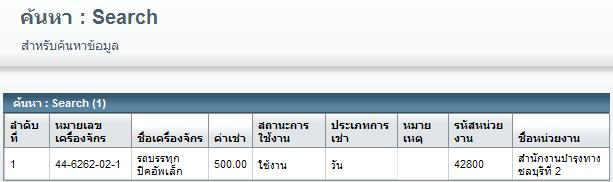 ค้นหา : Search
สำหรับค้นหาข้อมูล
ค้นหา : Search (1)
ลำดับที่ หมายเลขเครื่องจักร ชื่อเครื่องจักร ค่าเช่า สถานะการใช้งาน ประเภทการเช่า หมายเหตุ รหัสหน่วยงาน ชื่อหน่วยงาน
1 44-6262-02-1 รถบรรทุกปิคอัพเล็ก 500.00 ใช้งาน วัน 42800 สำนักงานบำรุงทางชลบุรีที่ 2